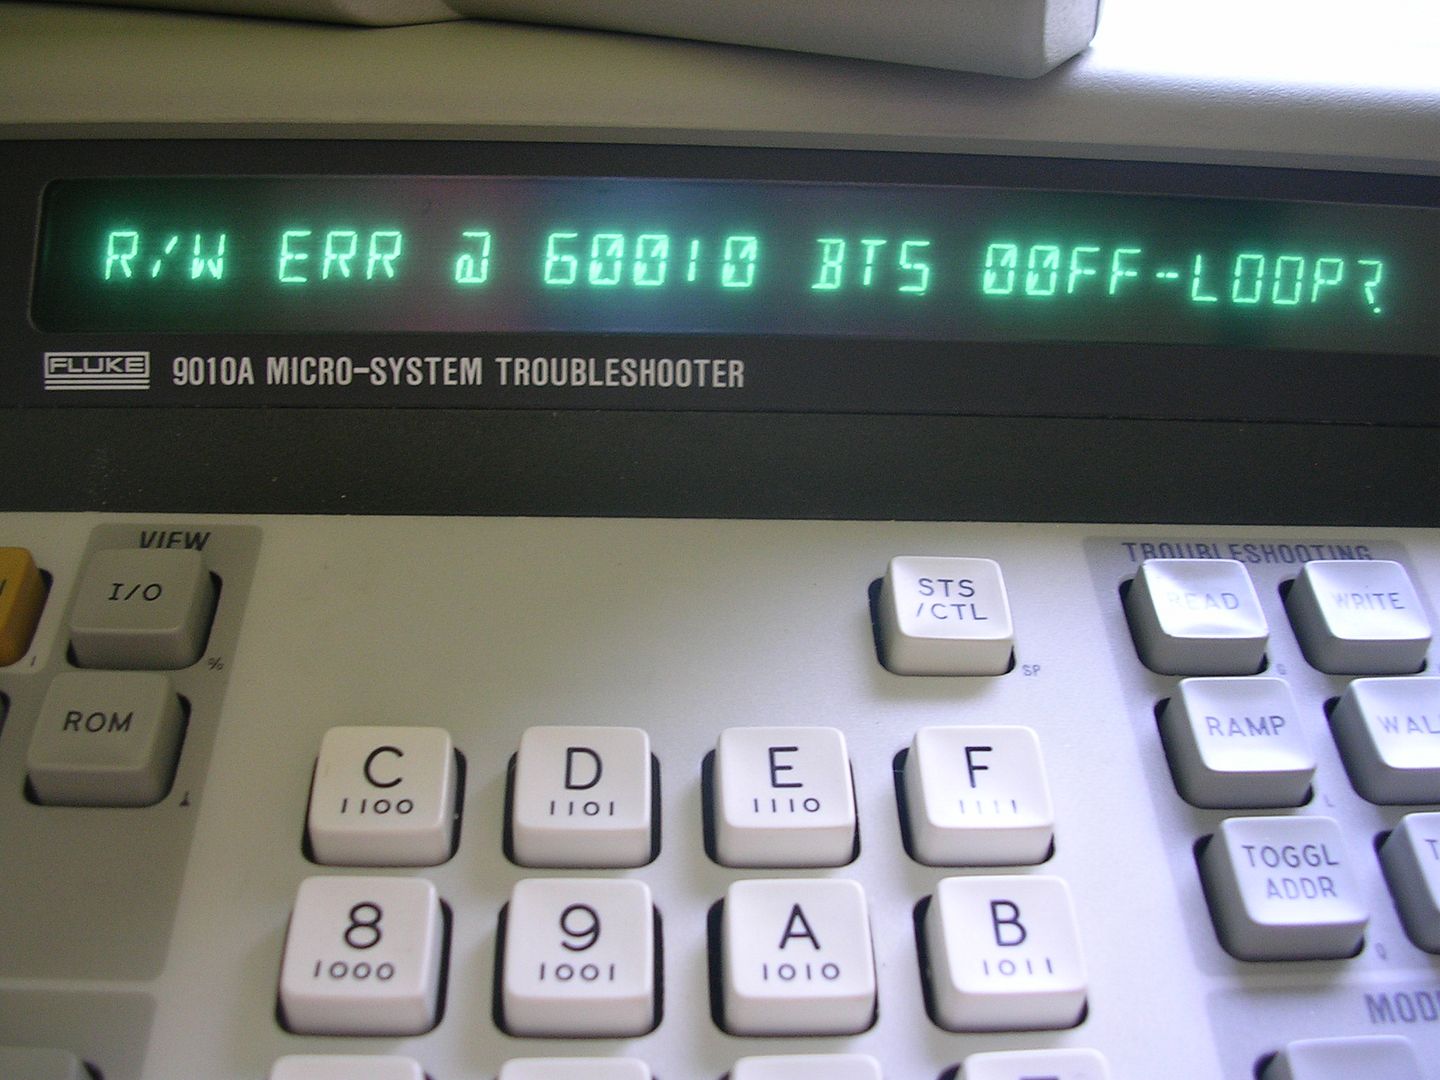 R/W ERR @ 60010 BTS 00FF-LOOP?
FLUKE 9010A MICRO-SYSTEM TROUBLESHOOTER
VIEW
TROUBLESHOOTING
I/O
%
STS
/CTL
SP
READ
WRITE
ROM
RAMP
L
C
1100
D
1101
E
1110
F
1111
TOGGL
ADDR
Q
8
1000
9
1001
A
1010
B
1011